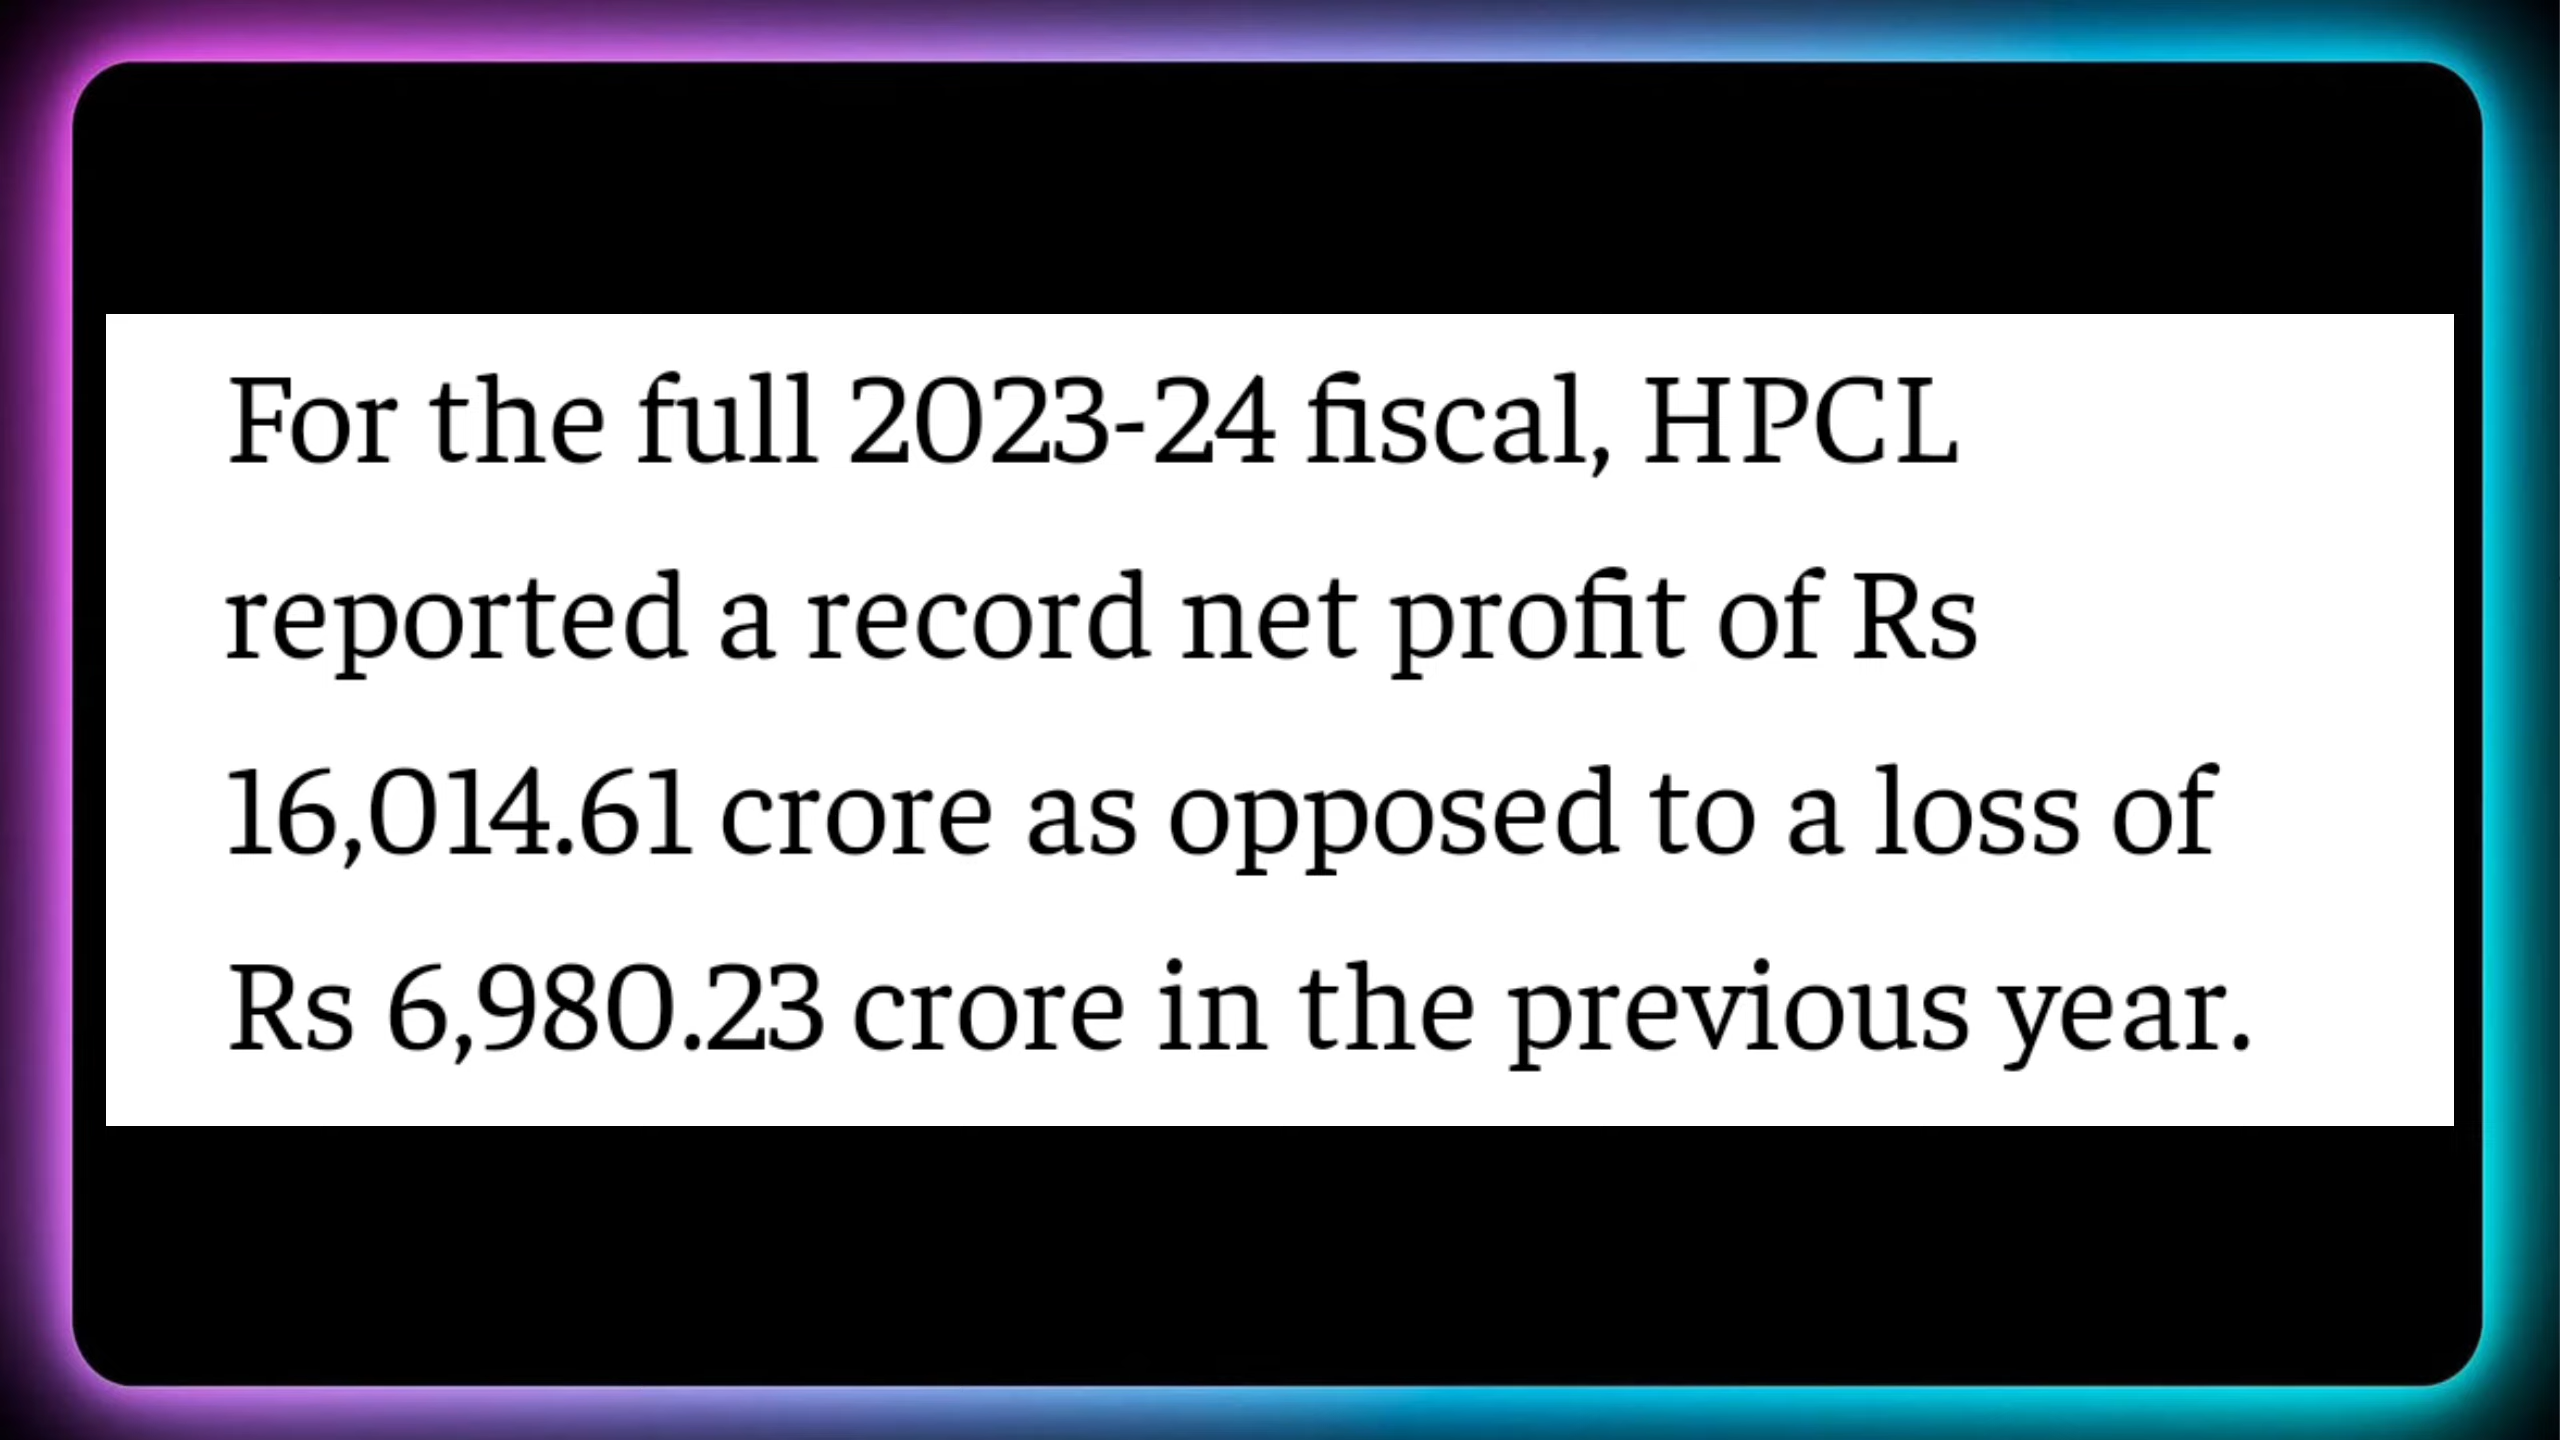 For the full 2023-24 fiscal, HPCL
reported a record net profit of Rs
16,014.61 crore as opposed to a loss of
Rs 6,980.23 crore in the previous year.